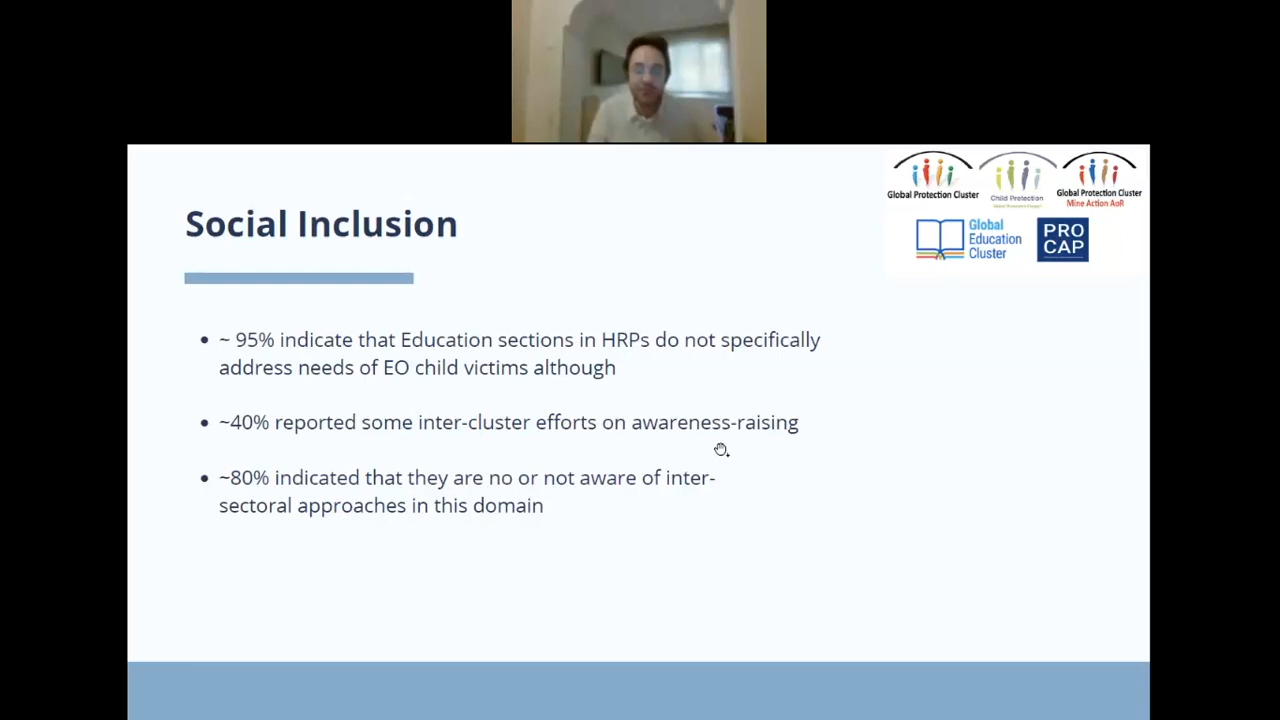 Global Protection Cluster
Child Protection
Global Protection Cluster
Mine Action AoR
Global
Education
Cluster
PRO
CAP
Social Inclusion
• ~ 95% indicate that Education sections in HRPs do not specifically
address needs of EO child victims although
• ~40% reported some inter-cluster efforts on awareness-raising
• ~80% indicated that they are no or not aware of inter-
sectoral approaches in this domain